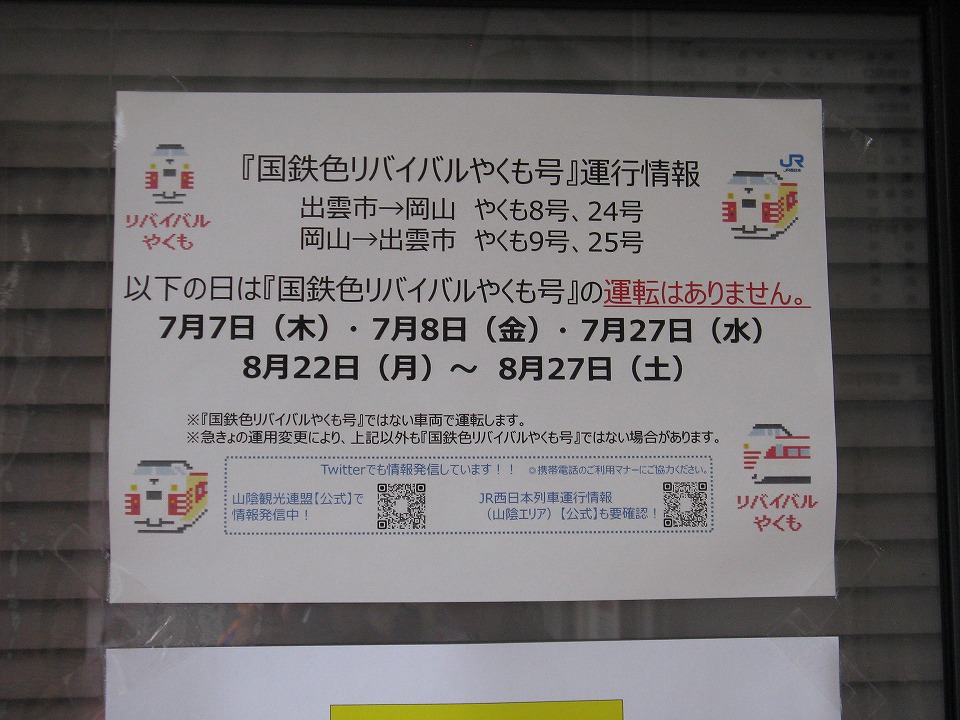 『国鉄色リバイバルやくも号』運行情報
JR
JR西日本
出雲市→岡山 やくも8号、24号
岡山→出雲市 やくも9号、25号
リバイバル
やくも
以下の日は『国鉄色リバイバルやくも号』の運転はありません。
7月7日（木）・7月8日（金）・7月27日（水）
8月22日（月）～ 8月27日（土）
※『国鉄色リバイバルやくも号』ではない車両で運転します。
※急きょの運用変更により、上記以外も『国鉄色リバイバルやくも号』ではない場合があります。
Twitterでも情報発信しています！！ ◎携帯電話のご利用マナーにご協力ください。
山陰観光連盟【公式】で
情報発信中！
JR西日本列車運行情報
（山陰エリア）【公式】も要確認！
リバイバル
やくも